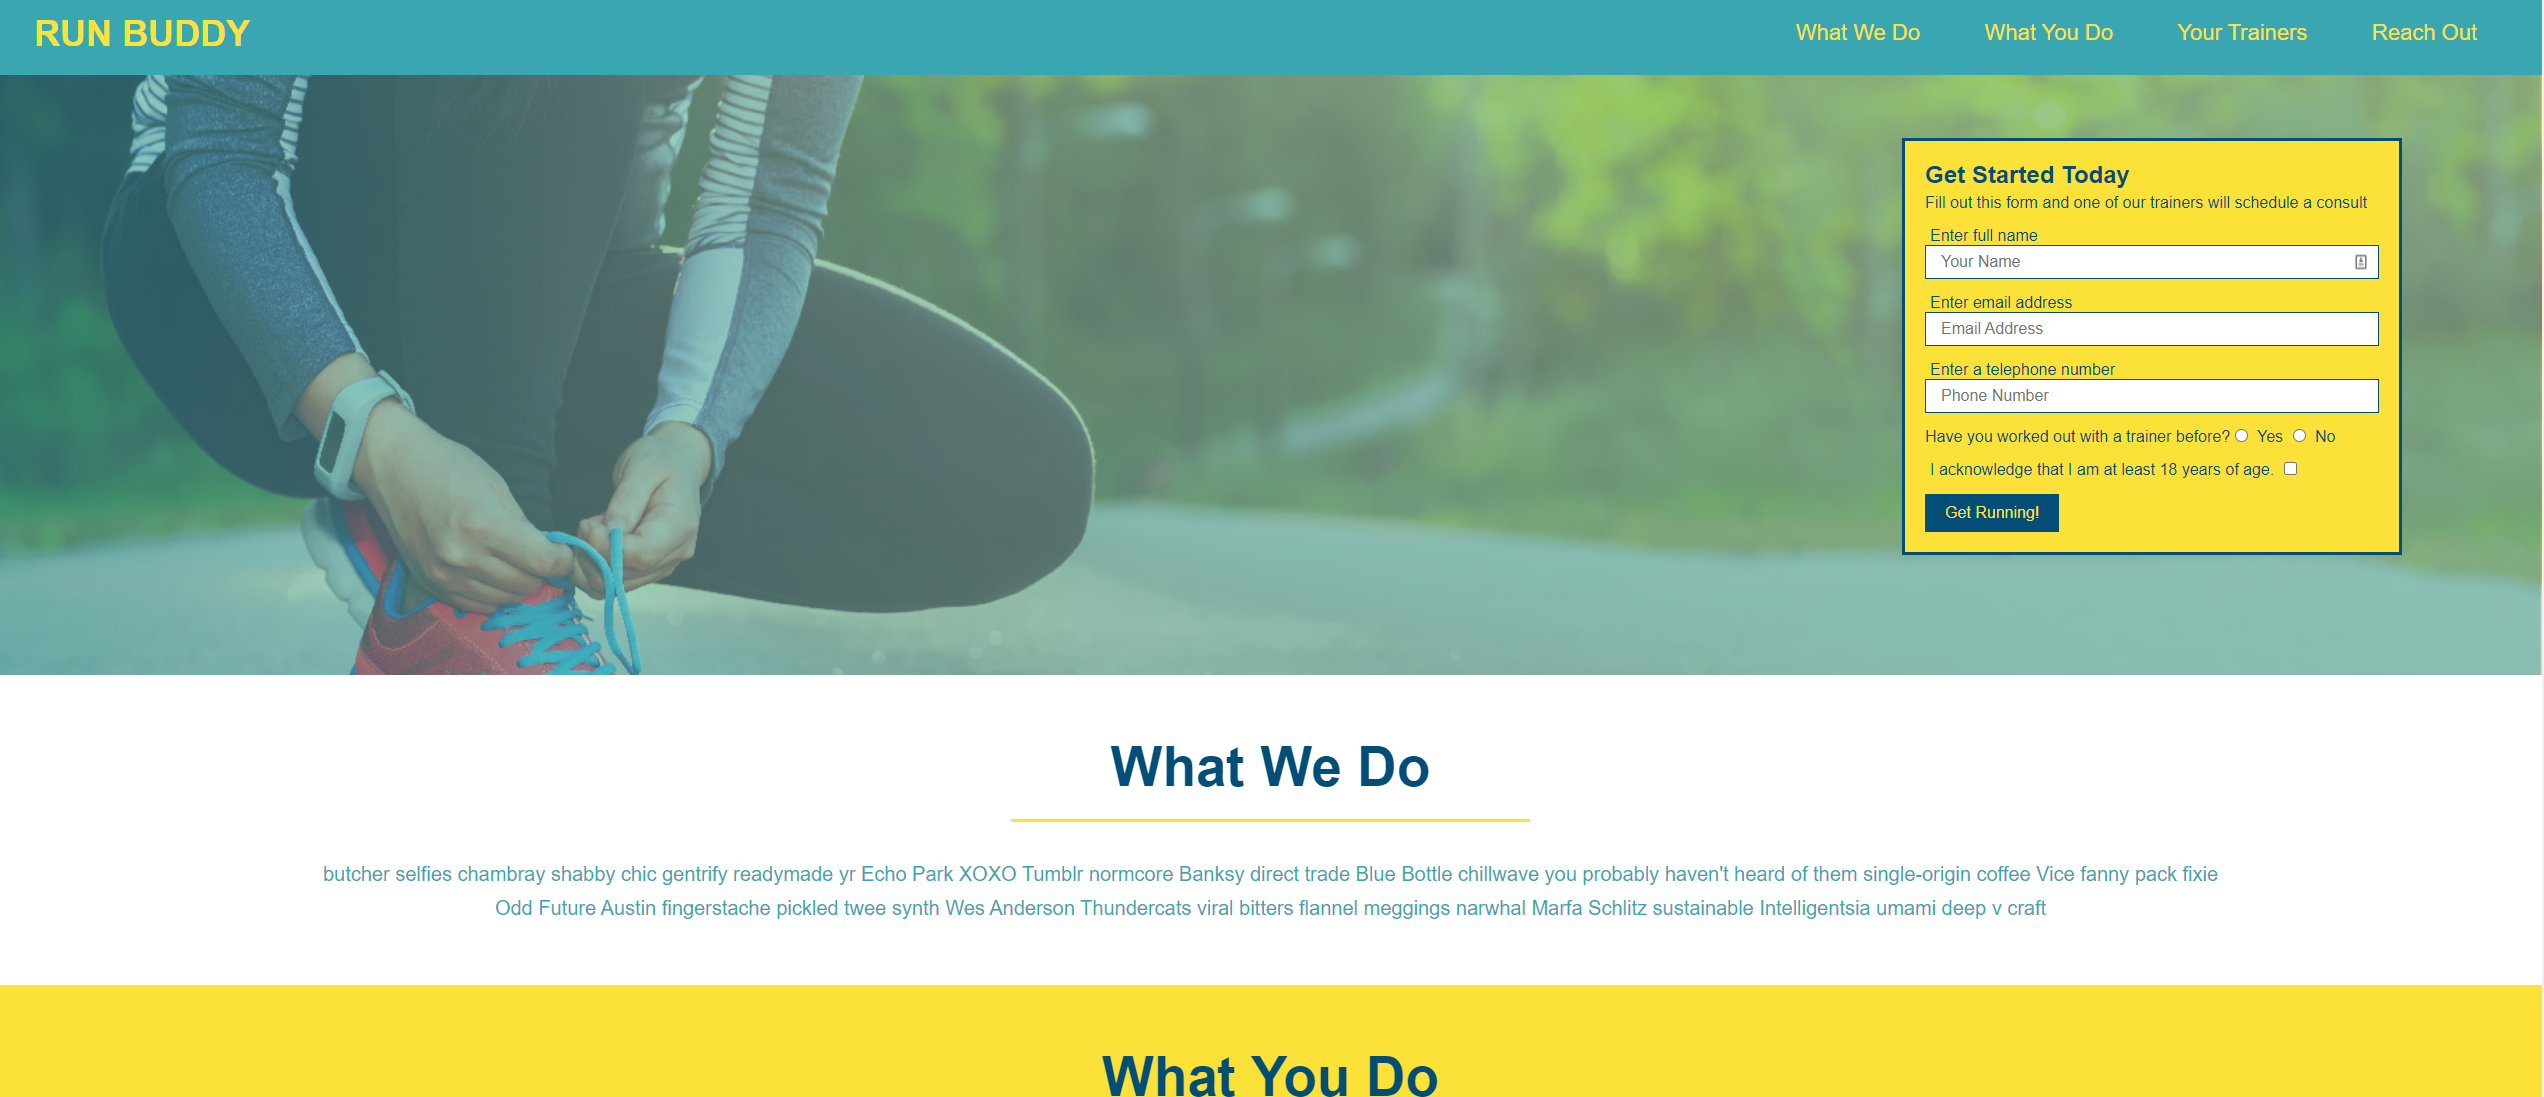 RUN BUDDY
What We Do
What You Do
Your Trainers
Reach Out
Get Started Today
Fill out this form and one of our trainers will schedule a consult
Enter full name
Your Name
Enter email address
Email Address
Enter a telephone number
Phone Number
Have you worked out with a trainer before? Yes No
I acknowledge that I am at least 18 years of age.
Get Running!
What We Do
butcher selfies chambray shabby chic gentrify readymade yr Echo Park XOXO Tumblr normcore Banksy direct trade Blue Bottle chillwave you probably haven't heard of them single-origin coffee Vice fanny pack fixie
Odd Future Austin fingerstache pickled twee synth Wes Anderson Thundercats viral bitters flannel meggings narwhal Marfa Schlitz sustainable Intelligentsia umami deep v craft
What You Do